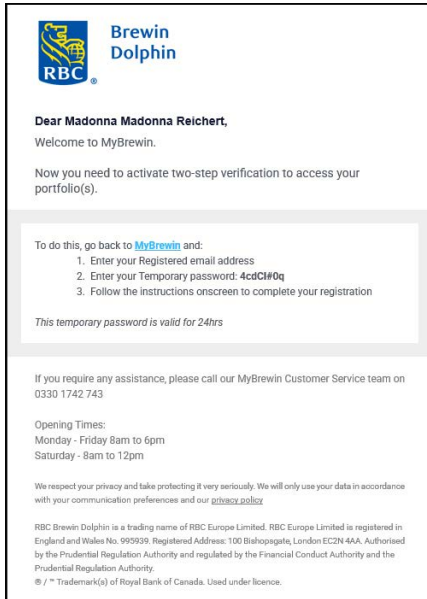 RBC
®
Brewin
Dolphin
Dear Madonna Madonna Reichert,
Welcome to MyBrewin.
Now you need to activate two-step verification to access your
portfolio(s).
To do this, go back to MyBrewin and:
1. Enter your Registered email address
2. Enter your Temporary password: 4cdCI#0q
3. Follow the instructions onscreen to complete your registration
This temporary password is valid for 24hrs
If you require any assistance, please call our MyBrewin Customer Service team on
0330 1742 743
Opening Times:
Monday - Friday 8am to 6pm
Saturday - 8am to 12pm
We respect your privacy and take protecting it very seriously. We will only use your data in accordance
with your communication preferences and our privacy policy
RBC Brewin Dolphin is a trading name of RBC Europe Limited. RBC Europe Limited is registered in
England and Wales No. 995939. Registered Address: 100 Bishopsgate, London EC2N 4AA. Authorised
by the Prudential Regulation Authority and regulated by the Financial Conduct Authority and the
Prudential Regulation Authority.
® / ™ Trademark(s) of Royal Bank of Canada. Used under licence.